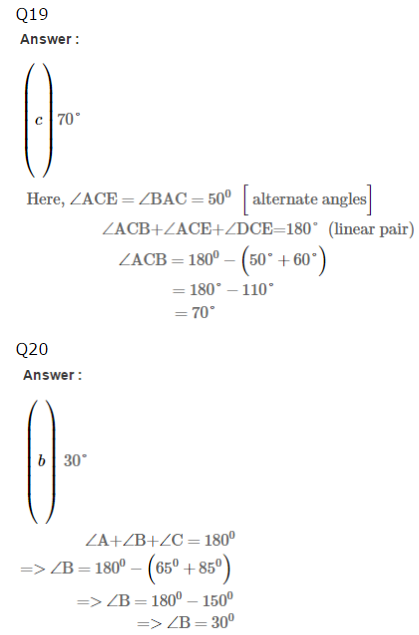 Q19
Answer :
(c) 70°
Here, ∠ACE = ∠BAC = 50⁰ [alternate angles]
∠ACB+∠ACE+∠DCE=180° (linear pair)
∠ACB = 180⁰ − (50° + 60°)
= 180° − 110°
= 70°
Q20
Answer :
(b) 30°
∠A+∠B+∠C = 180⁰
=> ∠B = 180⁰ − (65⁰ + 85⁰)
=> ∠B = 180⁰ − 150⁰
=> ∠B = 30⁰